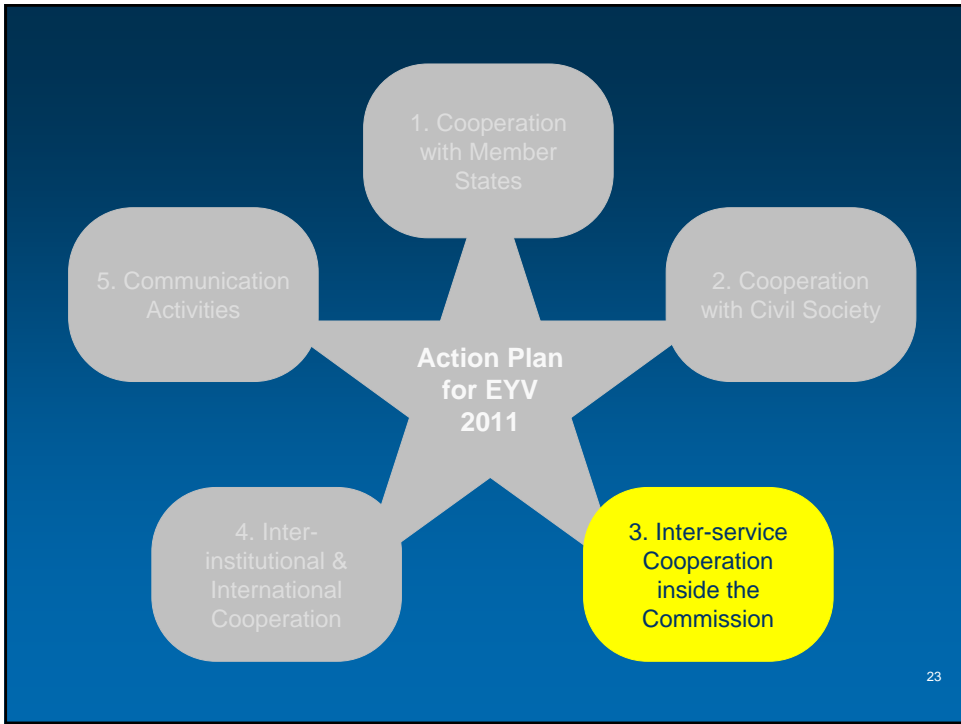 1. Cooperation
with Member
States
5. Communication
Activities
2. Cooperation
with Civil Society
Action Plan
for EYV
2011
4. Inter-
institutional &
International
Cooperation
3. Inter-service
Cooperation
inside the
Commission
23